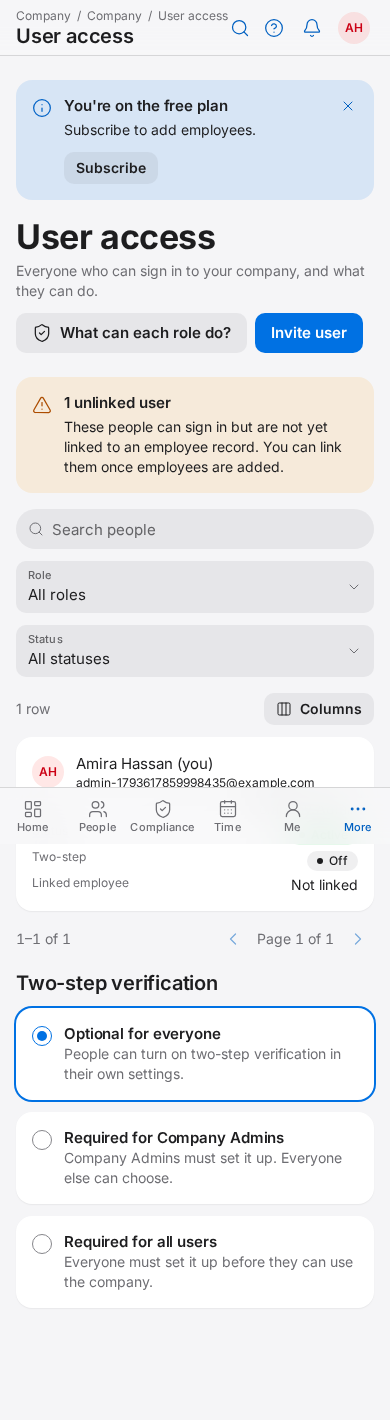 Company / Company / User access
User access
AH
You're on the free plan
Subscribe to add employees.
Subscribe
User access
Everyone who can sign in to your company, and what
they can do.
What can each role do?
Invite user
1 unlinked user
These people can sign in but are not yet
linked to an employee record. You can link
them once employees are added.
Search people
Role
All roles
Status
All statuses
1 row
Columns
AH
Amira Hassan (you)
admin-1793617859998435@example.com
Home
People
Compliance
Time
Me
More
Two-step
Off
Linked employee
Not linked
1–1 of 1
Page 1 of 1
Two-step verification
Optional for everyone
People can turn on two-step verification in
their own settings.
Required for Company Admins
Company Admins must set it up. Everyone
else can choose.
Required for all users
Everyone must set it up before they can use
the company.